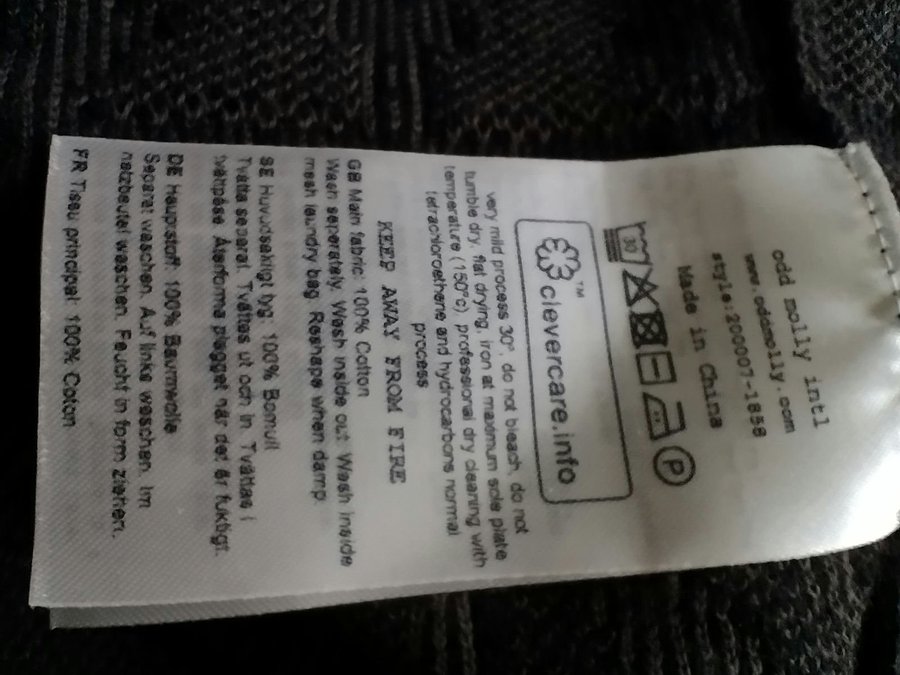 odd molly intl
www.oddmolly.com
style:200007-1858
Made in China
30 P
clevercare.info™
very mild process 30°, do not bleach, do not
tumble dry, flat drying, iron at maximum sole plate
temperature (150°c), professional dry cleaning with
tetrachloroethene and hydrocarbons normal
process
KEEP AWAY FROM FIRE
GB Main fabric: 100% Cotton
Wash separately. Wash inside out. Wash inside
mesh laundry bag. Reshape when damp.
SE Huvudsakligt tyg: 100% Bomull
Tvätta separat. Tvättas ut och in. Tvättas i
tvättpåse. Återforma plagget när det är fuktigt.
DE Hauptstoff: 100% Baumwolle
Separat waschen. Auf links waschen. Im
netzbeutel waschen. Feucht in form ziehen.
FR Tissu principal: 100% Coton